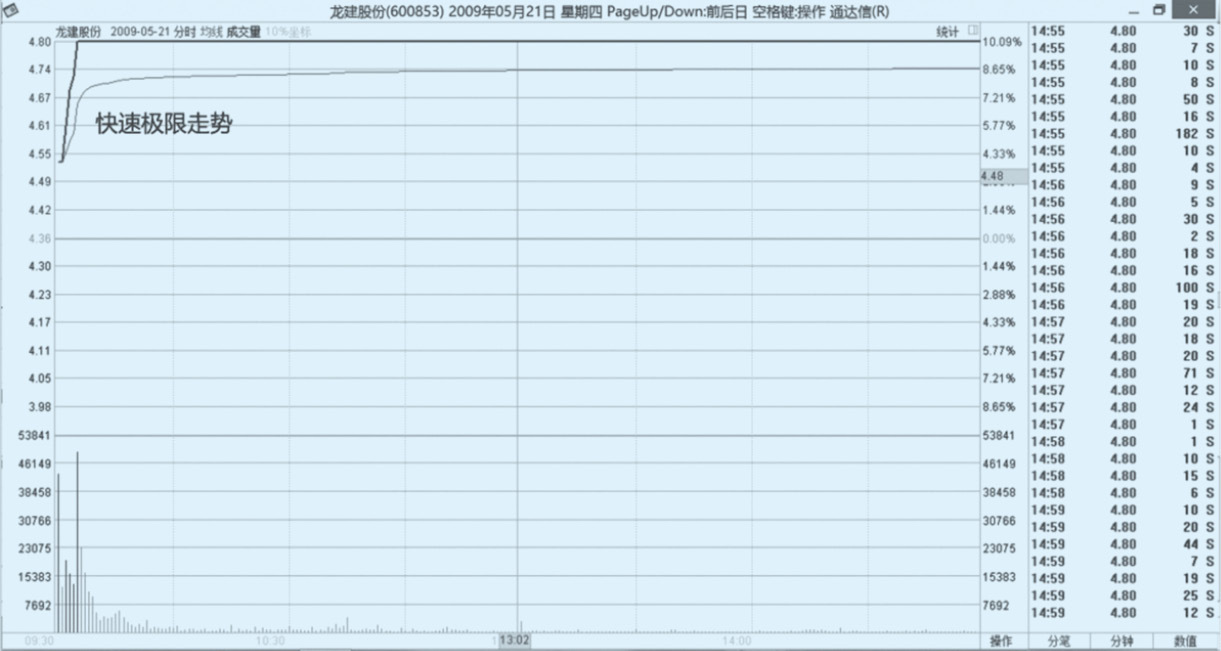 龙建股份(600853) 2009年05月21日 星期四 PageUp/Down:前后日 空格键:操作 通达信(R)
龙建股份 2009-05-21 分时 均线 成交量 10%坐标 统计
4.80 10.09%
4.74 8.65%
4.67 7.21%
4.61 5.77%
4.55 4.33%
4.48
4.49
4.42 1.44%
4.36 0.00%
4.30 1.44%
4.23 2.88%
4.17 4.33%
4.11 5.77%
4.05 7.21%
3.98 8.65%
53841 53841
46149 46149
38458 38458
30766 30766
23075 23075
15383 15383
7692 7692
快速极限走势
09:30 10:30 13:02 14:00 操作
14:55 4.80 30 S
14:55 4.80 7 S
14:55 4.80 10 S
14:55 4.80 8 S
14:55 4.80 50 S
14:55 4.80 16 S
14:55 4.80 182 S
14:55 4.80 10 S
14:55 4.80 4 S
14:56 4.80 9 S
14:56 4.80 5 S
14:56 4.80 30 S
14:56 4.80 2 S
14:56 4.80 18 S
14:56 4.80 16 S
14:56 4.80 100 S
14:56 4.80 19 S
14:57 4.80 20 S
14:57 4.80 18 S
14:57 4.80 20 S
14:57 4.80 71 S
14:57 4.80 12 S
14:57 4.80 24 S
14:57 4.80 1 S
14:58 4.80 1 S
14:58 4.80 10 S
14:58 4.80 15 S
14:58 4.80 6 S
14:59 4.80 10 S
14:59 4.80 20 S
14:59 4.80 44 S
14:59 4.80 7 S
14:59 4.80 19 S
14:59 4.80 25 S
14:59 4.80 12 S
分笔 分钟 数值